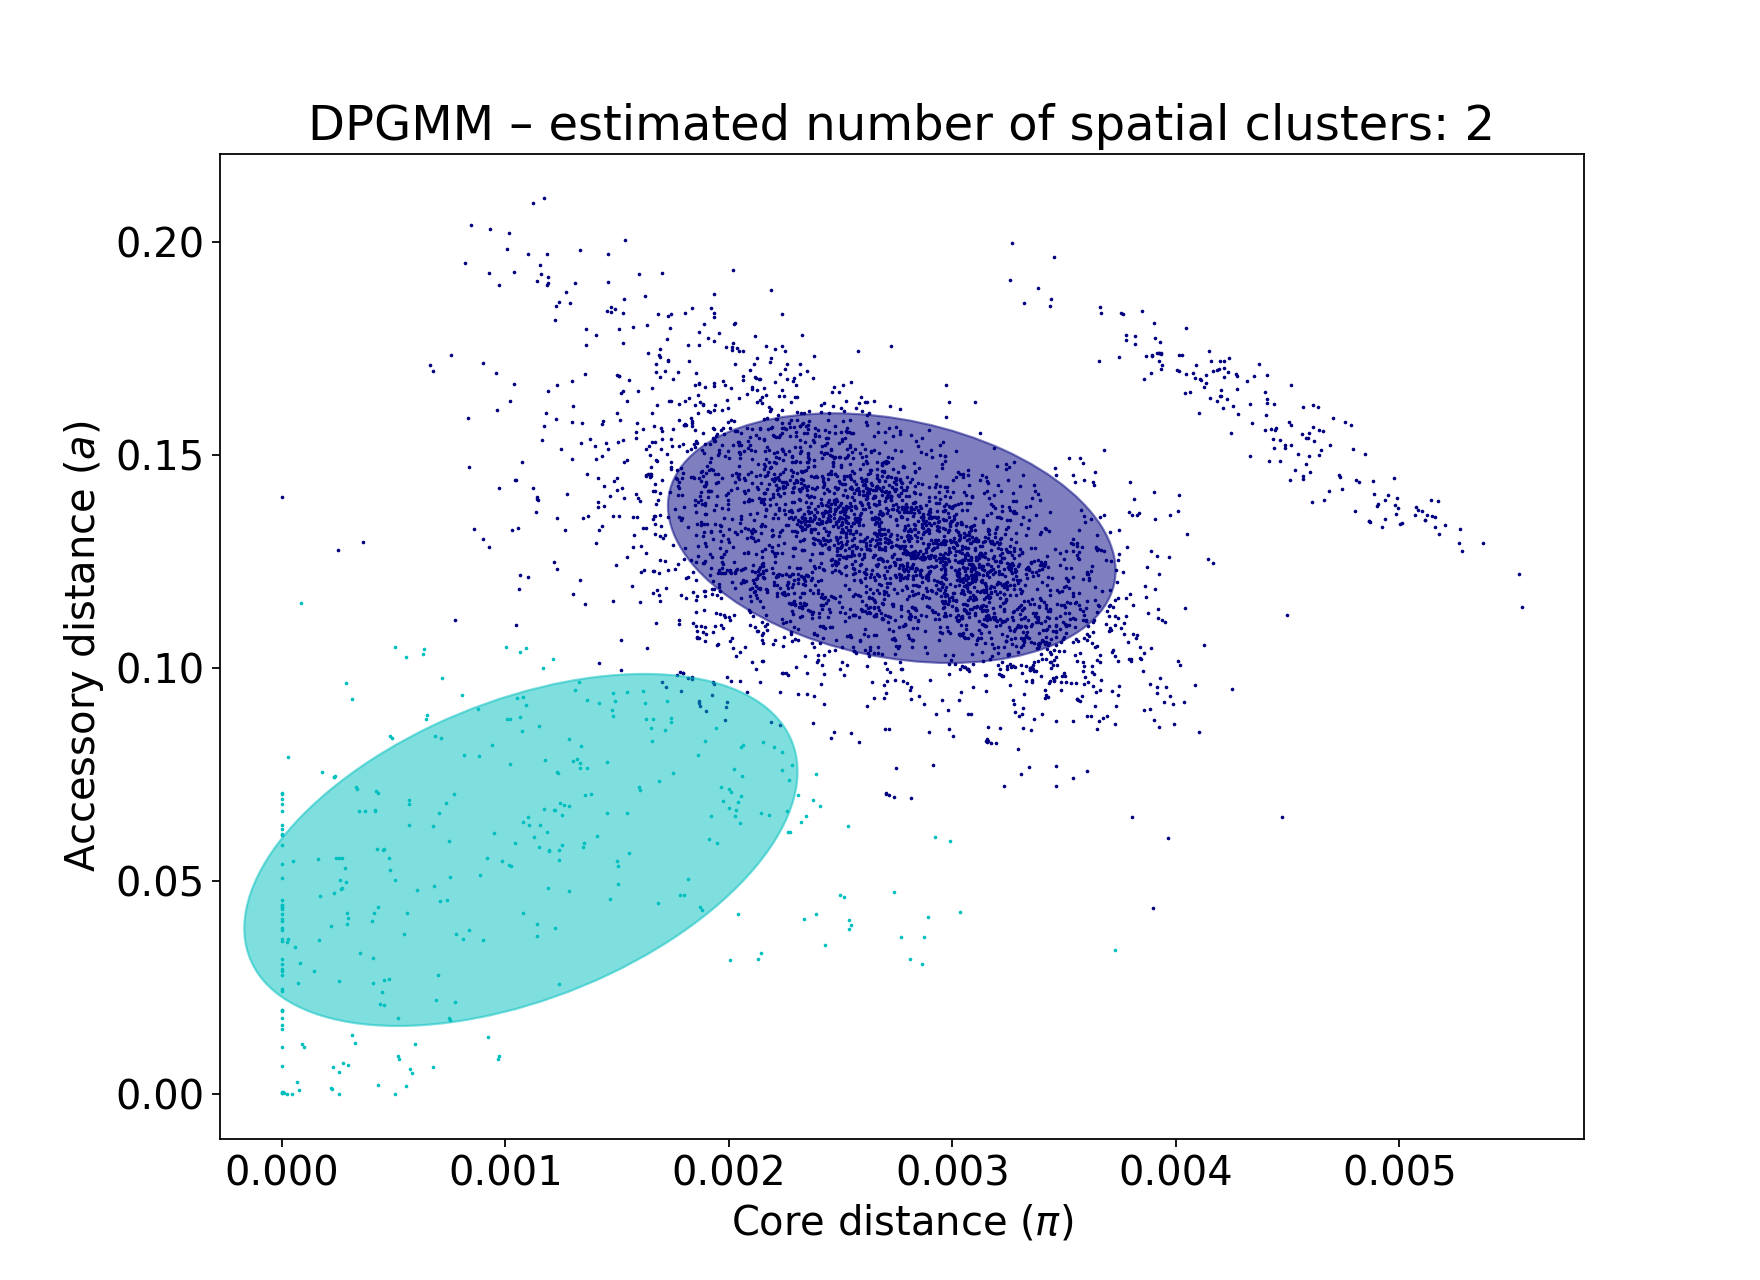 DPGMM – estimated number of spatial clusters: 2
Accessory distance (a)
0.20
0.15
0.10
0.05
0.00
0.000 0.001 0.002 0.003 0.004 0.005
Core distance (π)